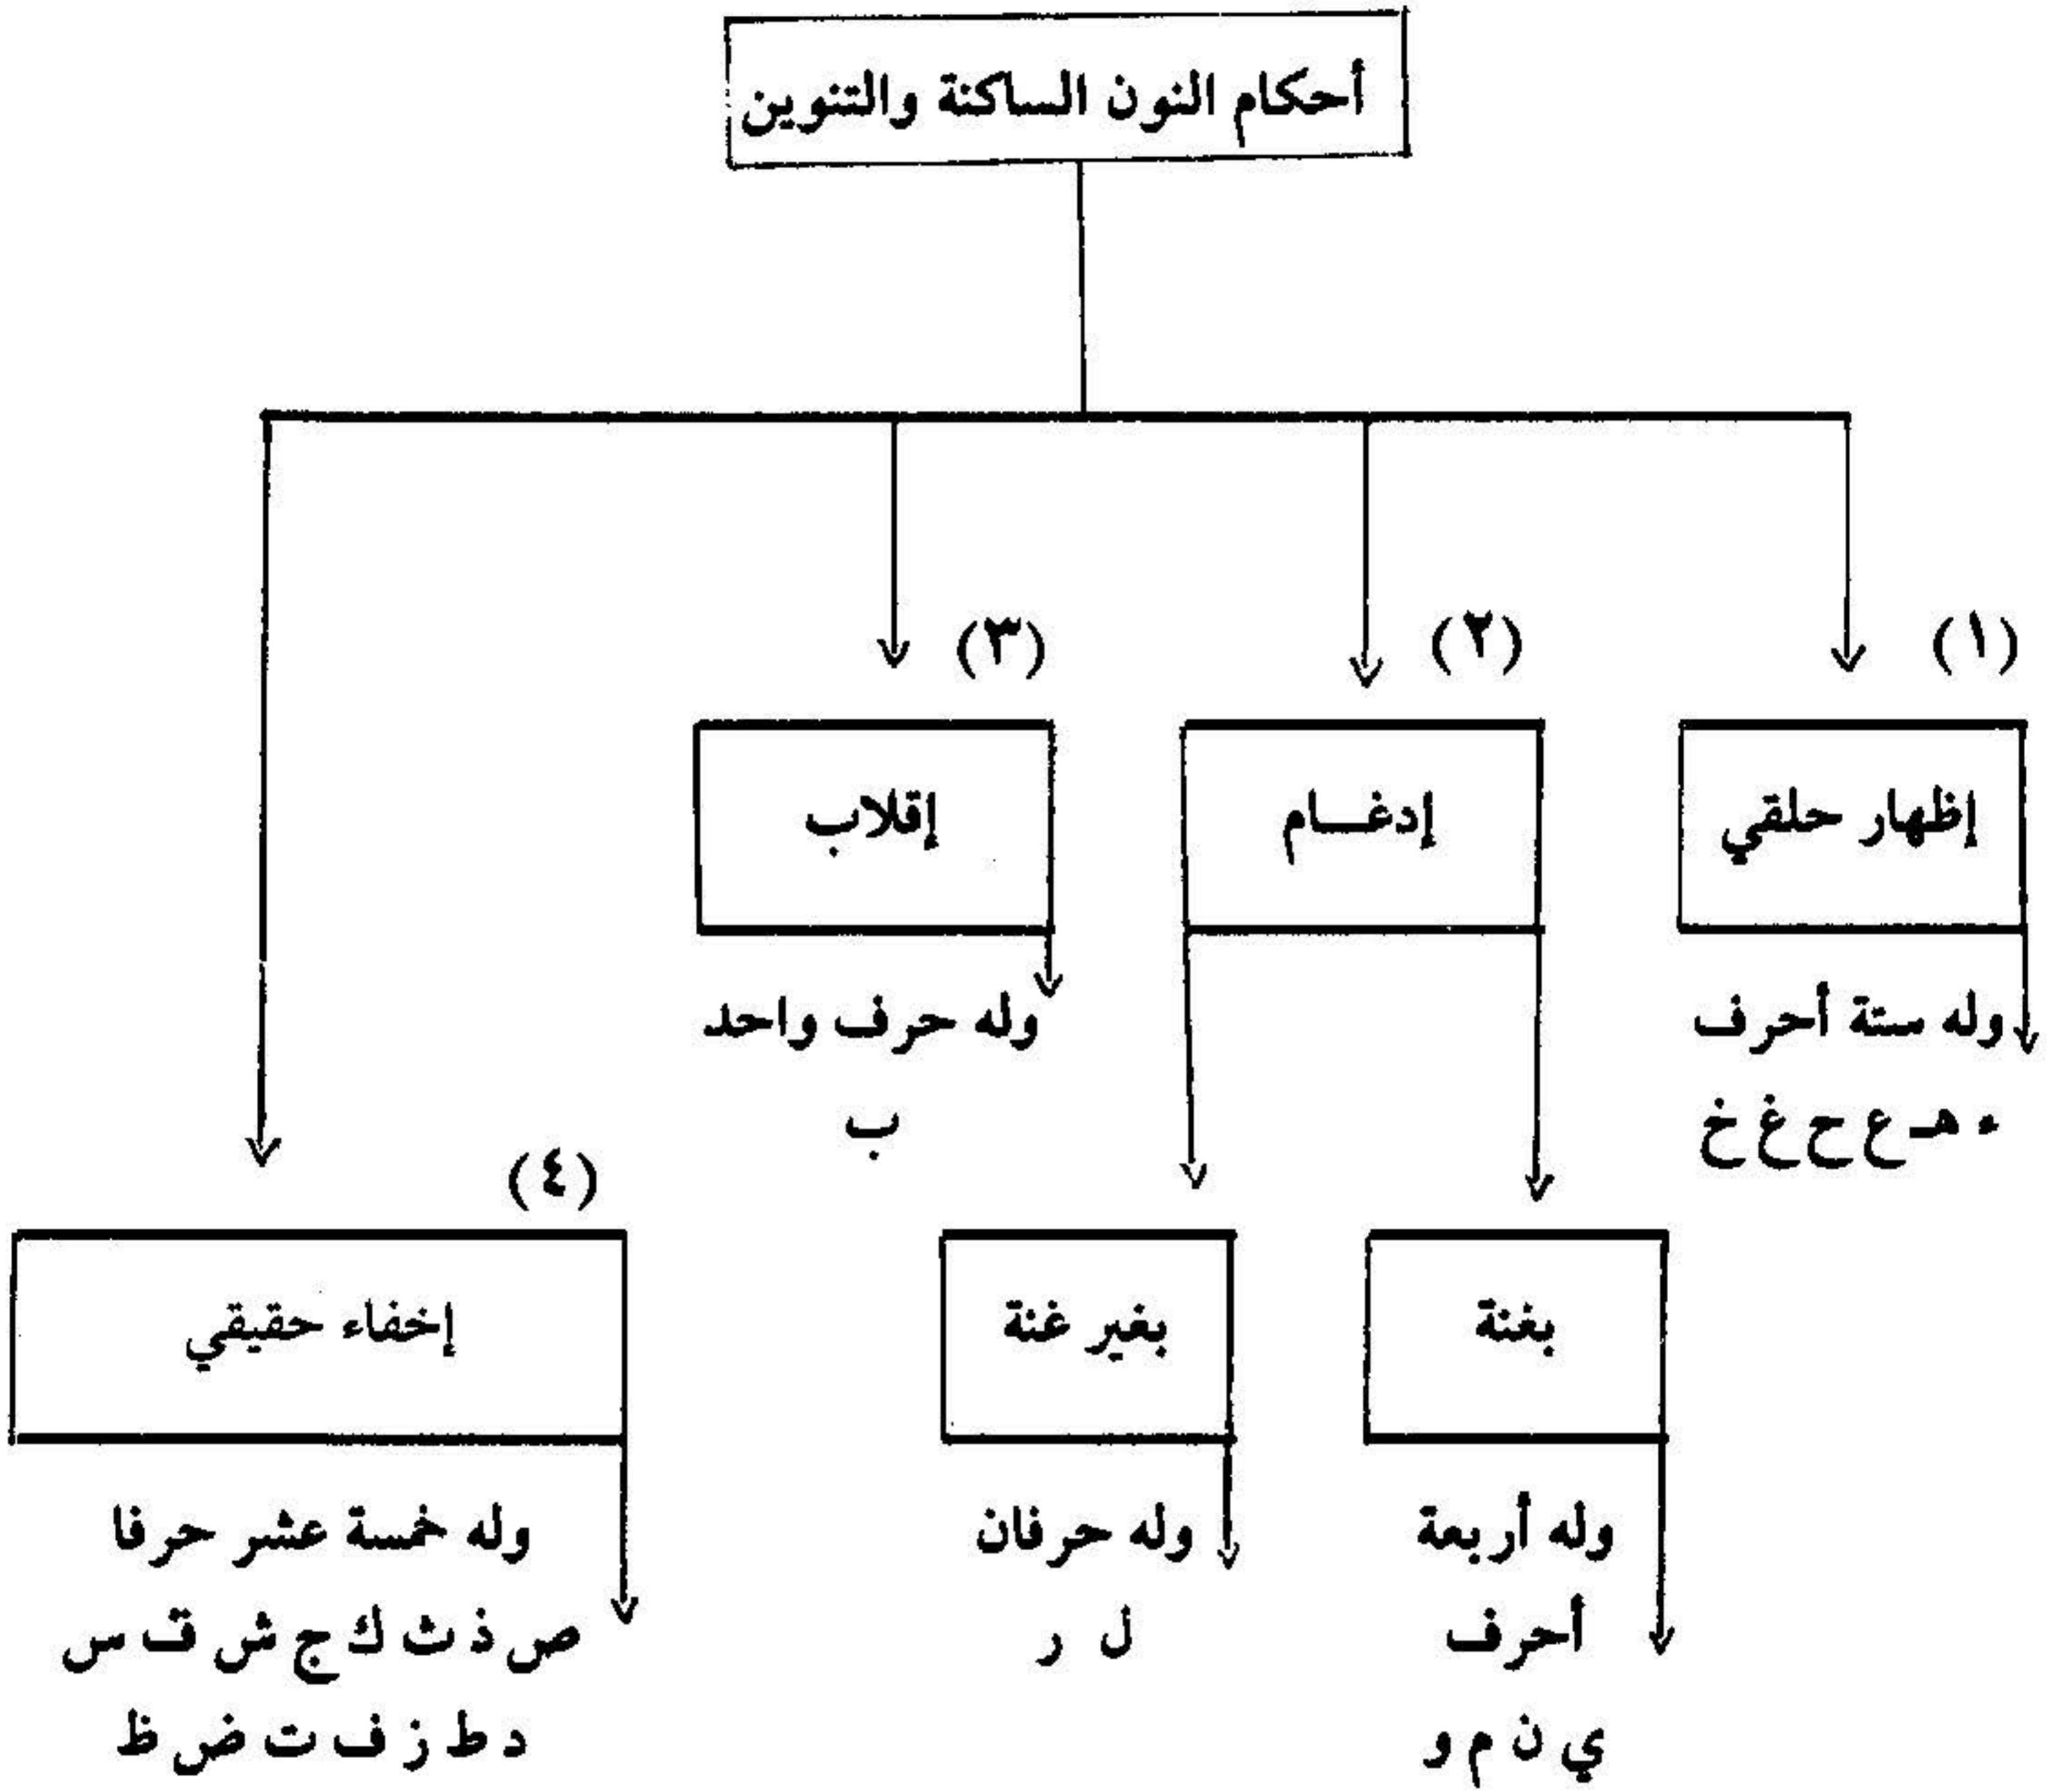 أحكام النون الساكنة والتنوين
(١)
إظهار حلقي
وله ستة أحرف
ء هـ ع ح غ خ
(٢)
إدغـام
بغنة
وله أربعة
أحرف
ي ن م و
بغير غنة
وله حرفان
ل ر
(٣)
إقلاب
وله حرف واحد
ب
(٤)
إخفاء حقيقي
وله خمسة عشر حرفا
ص ذ ث ك ج ش ق س
د ط ز ف ت ض ظ